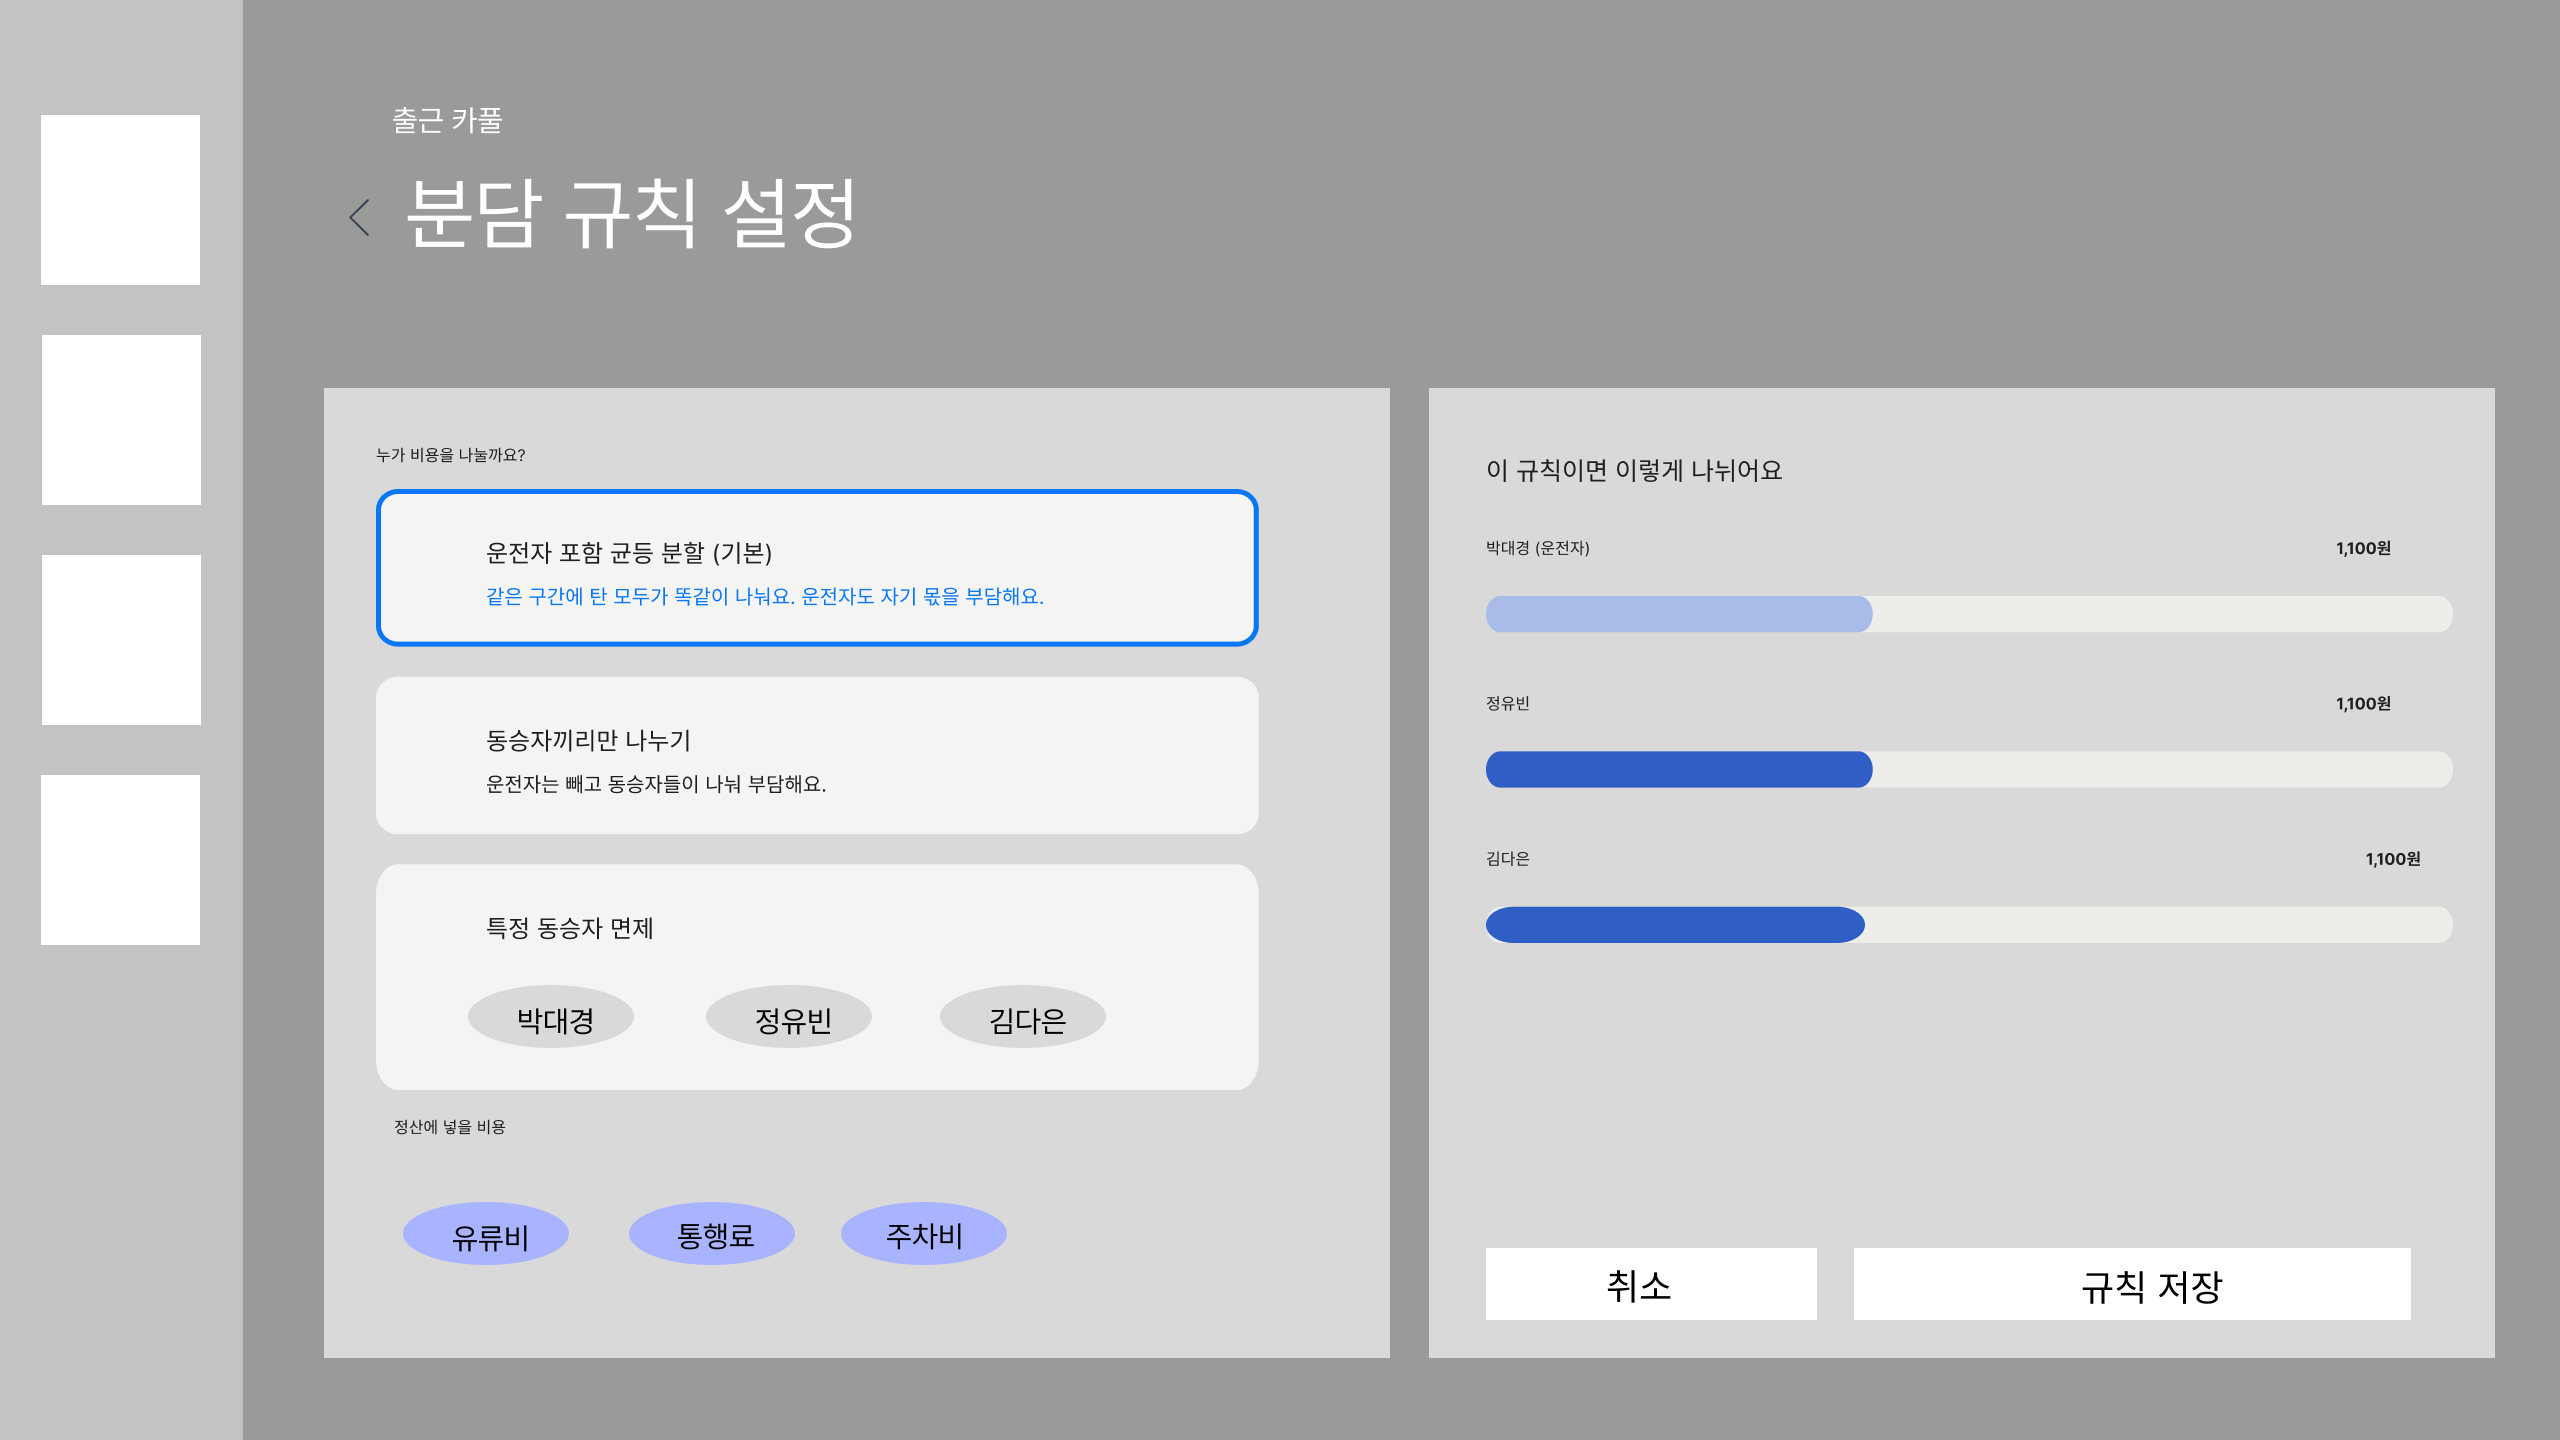 출근 카풀
분담 규칙 설정
누가 비용을 나눌까요?
운전자 포함 균등 분할 (기본)
같은 구간에 탄 모두가 똑같이 나눠요. 운전자도 자기 몫을 부담해요.
동승자끼리만 나누기
운전자는 빼고 동승자들이 나눠 부담해요.
특정 동승자 면제
박대경 정유빈 김다은
정산에 넣을 비용
유류비 통행료 주차비
이 규칙이면 이렇게 나뉘어요
박대경 (운전자) 1,100원
정유빈 1,100원
김다은 1,100원
취소 규칙 저장